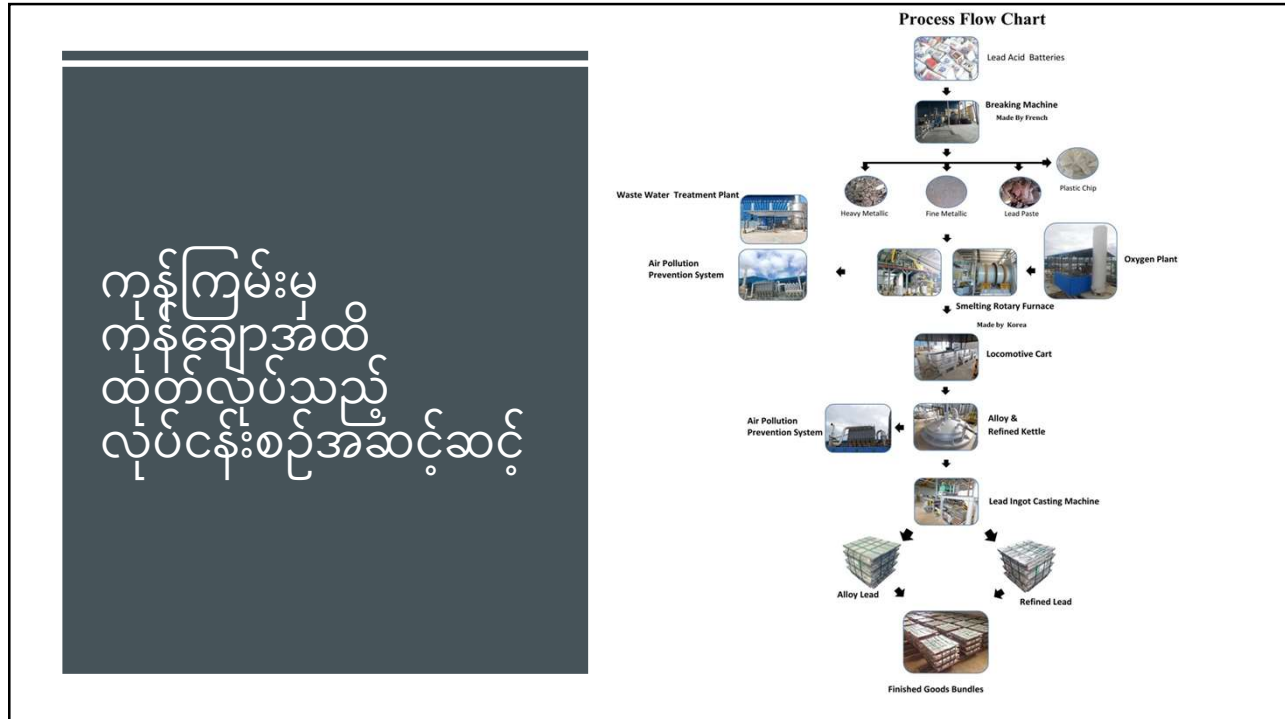 ကုန်ကြမ်းမှ
ကုန်ချောအထိ
ထုတ်လုပ်သည့်
လုပ်ငန်းစဉ်အဆင့်ဆင့်
Process Flow Chart
Lead Acid Batteries
Breaking Machine
Made By French
Plastic Chip
Heavy Metallic
Fine Metallic
Lead Paste
Waste Water Treatment Plant
Air Pollution
Prevention System
Oxygen Plant
Smelting Rotary Furnace
Made by Korea
Locomotive Cart
Air Pollution
Prevention System
Alloy &
Refined Kettle
Lead Ingot Casting Machine
Alloy Lead
Refined Lead
Finished Goods Bundles